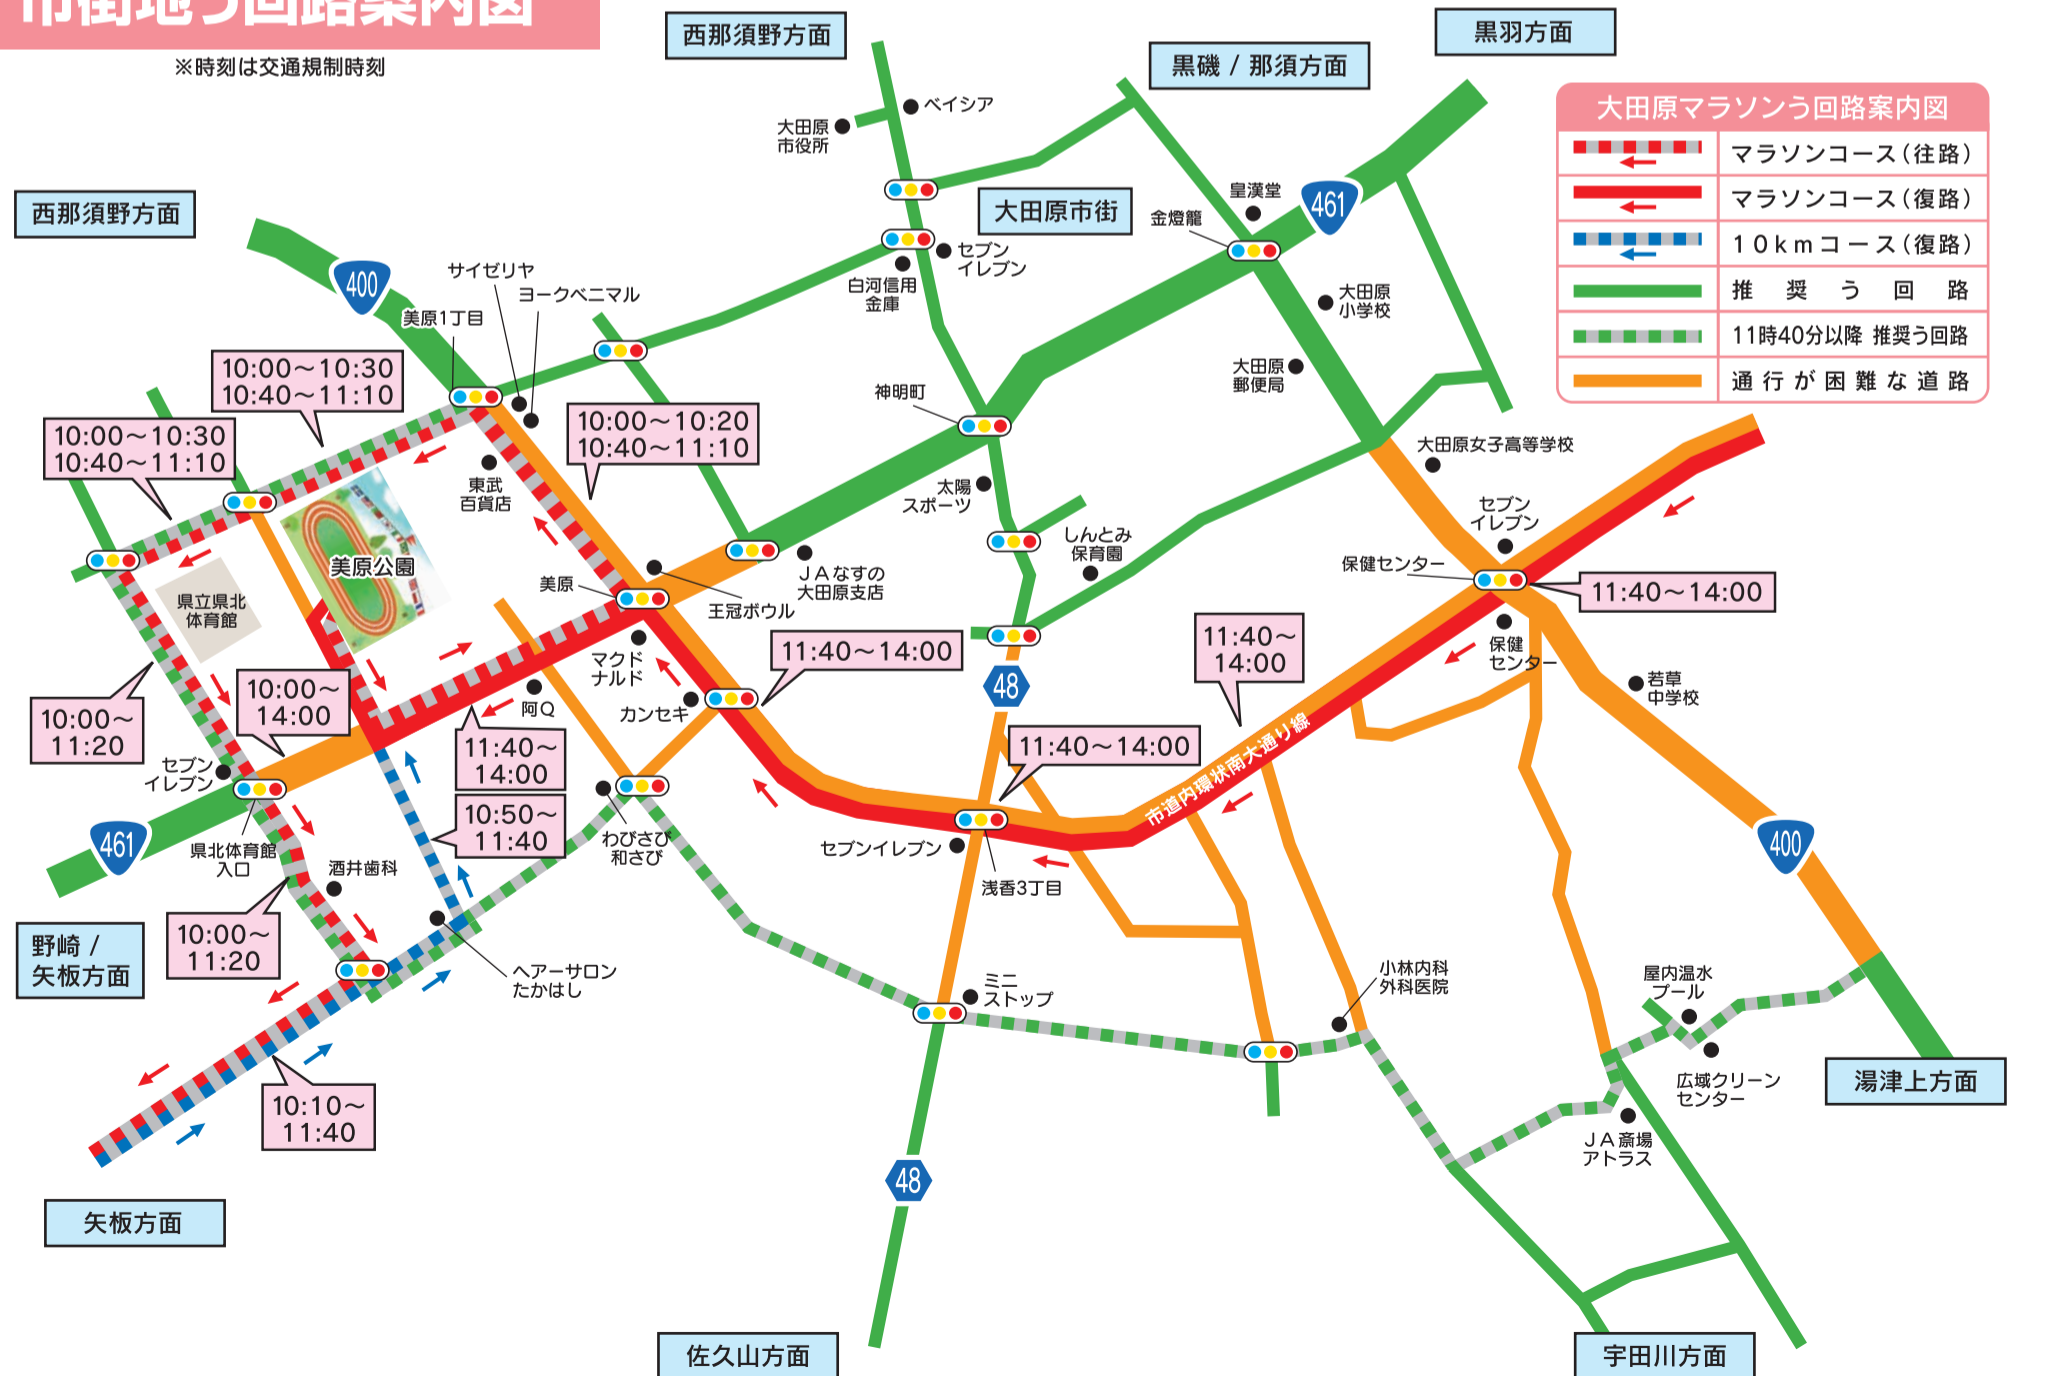 市街地う回路案内図
※時刻は交通規制時刻
西那須野方面
黒磯 / 那須方面
黒羽方面
大田原マラソンう回路案内図
マラソンコース（往路）
マラソンコース（復路）
１０ｋｍコース（復路）
推奨う回路
11時40分以降 推奨う回路
通行が困難な道路
ベイシア
大田原
市役所
西那須野方面
大田原市街
皇漢堂
金燈籠
461
400
サイゼリヤ
ヨークベニマル
美原1丁目
セブン
イレブン
白河信用
金庫
大田原
小学校
大田原
郵便局
神明町
10:00～10:30
10:40～11:10
10:00～10:30
10:40～11:10
10:00～10:20
10:40～11:10
東武
百貨店
太陽
スポーツ
大田原女子高等学校
セブン
イレブン
しんとみ
保育園
保健センター
11:40～14:00
美原公園
県立県北
体育館
美原
王冠ボウル
ＪＡなすの
大田原支店
マクド
ナルド
11:40～14:00
11:40～
14:00
保健
センター
若草
中学校
10:00～
11:20
10:00～
14:00
阿Q
カンセキ
48
11:40～14:00
市道内環状南大通り線
11:40～
14:00
セブン
イレブン
10:50～
11:40
わびさび
和さび
セブンイレブン
浅香3丁目
400
461
県北体育館
入口
酒井歯科
10:00～
11:20
野崎 /
矢板方面
ヘアーサロン
たかはし
ミニ
ストップ
小林内科
外科医院
屋内温水
プール
広域クリーン
センター
湯津上方面
10:10～
11:40
ＪＡ斎場
アトラス
48
矢板方面
佐久山方面
宇田川方面